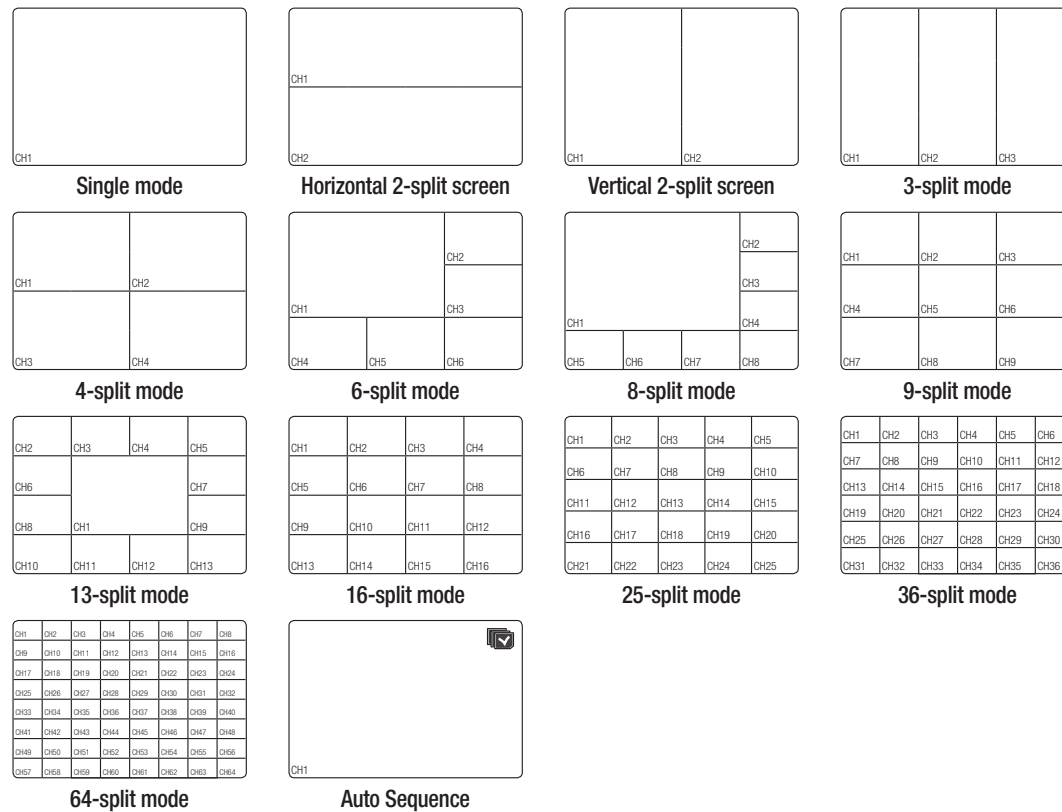 CH1
CH1
CH2
CH1 CH2
CH1 CH2 CH3
Single mode
Horizontal 2-split screen
Vertical 2-split screen
3-split mode
CH1 CH2
CH3 CH4
CH2
CH1 CH3
CH4 CH5 CH6
CH2
CH3
CH4
CH1
CH5 CH6 CH7 CH8
CH1 CH2 CH3
CH4 CH5 CH6
CH7 CH8 CH9
4-split mode
6-split mode
8-split mode
9-split mode
CH2 CH3 CH4 CH5
CH6 CH7
CH8 CH1 CH9
CH10 CH11 CH12 CH13
CH1 CH2 CH3 CH4
CH5 CH6 CH7 CH8
CH9 CH10 CH11 CH12
CH13 CH14 CH15 CH16
CH1 CH2 CH3 CH4 CH5
CH6 CH7 CH8 CH9 CH10
CH11 CH12 CH13 CH14 CH15
CH16 CH17 CH18 CH19 CH20
CH21 CH22 CH23 CH24 CH25
CH1 CH2 CH3 CH4 CH5 CH6
CH7 CH8 CH9 CH10 CH11 CH12
CH13 CH14 CH15 CH16 CH17 CH18
CH19 CH20 CH21 CH22 CH23 CH24
CH25 CH26 CH27 CH28 CH29 CH30
CH31 CH32 CH33 CH34 CH35 CH36
13-split mode
16-split mode
25-split mode
36-split mode
CH1 CH2 CH3 CH4 CH5 CH6 CH7 CH8
CH9 CH10 CH11 CH12 CH13 CH14 CH15 CH16
CH17 CH18 CH19 CH20 CH21 CH22 CH23 CH24
CH25 CH26 CH27 CH28 CH29 CH30 CH31 CH32
CH33 CH34 CH35 CH36 CH37 CH38 CH39 CH40
CH41 CH42 CH43 CH44 CH45 CH46 CH47 CH48
CH49 CH50 CH51 CH52 CH53 CH54 CH55 CH56
CH57 CH58 CH59 CH60 CH61 CH62 CH63 CH64
CH1
64-split mode
Auto Sequence